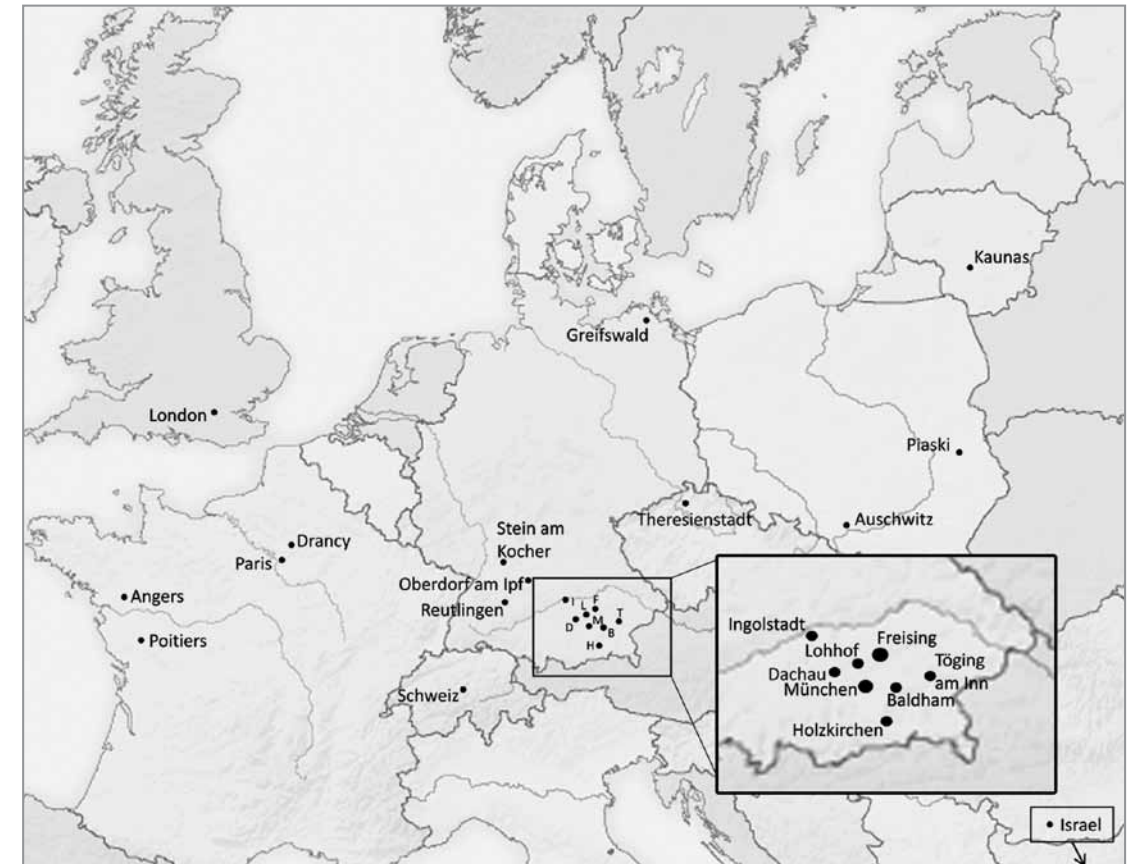 Kaunas
Greifswald
London
Piaski
Theresienstadt
Auschwitz
Stein am
Kocher
Drancy
Paris
Oberdorf am Ipf
Reutlingen
Angers
Poitiers
I
F
L
T
D
M
B
H
Schweiz
Ingolstadt
Freising
Lohhof
Töging
am Inn
Dachau
München
Baldham
Holzkirchen
Israel